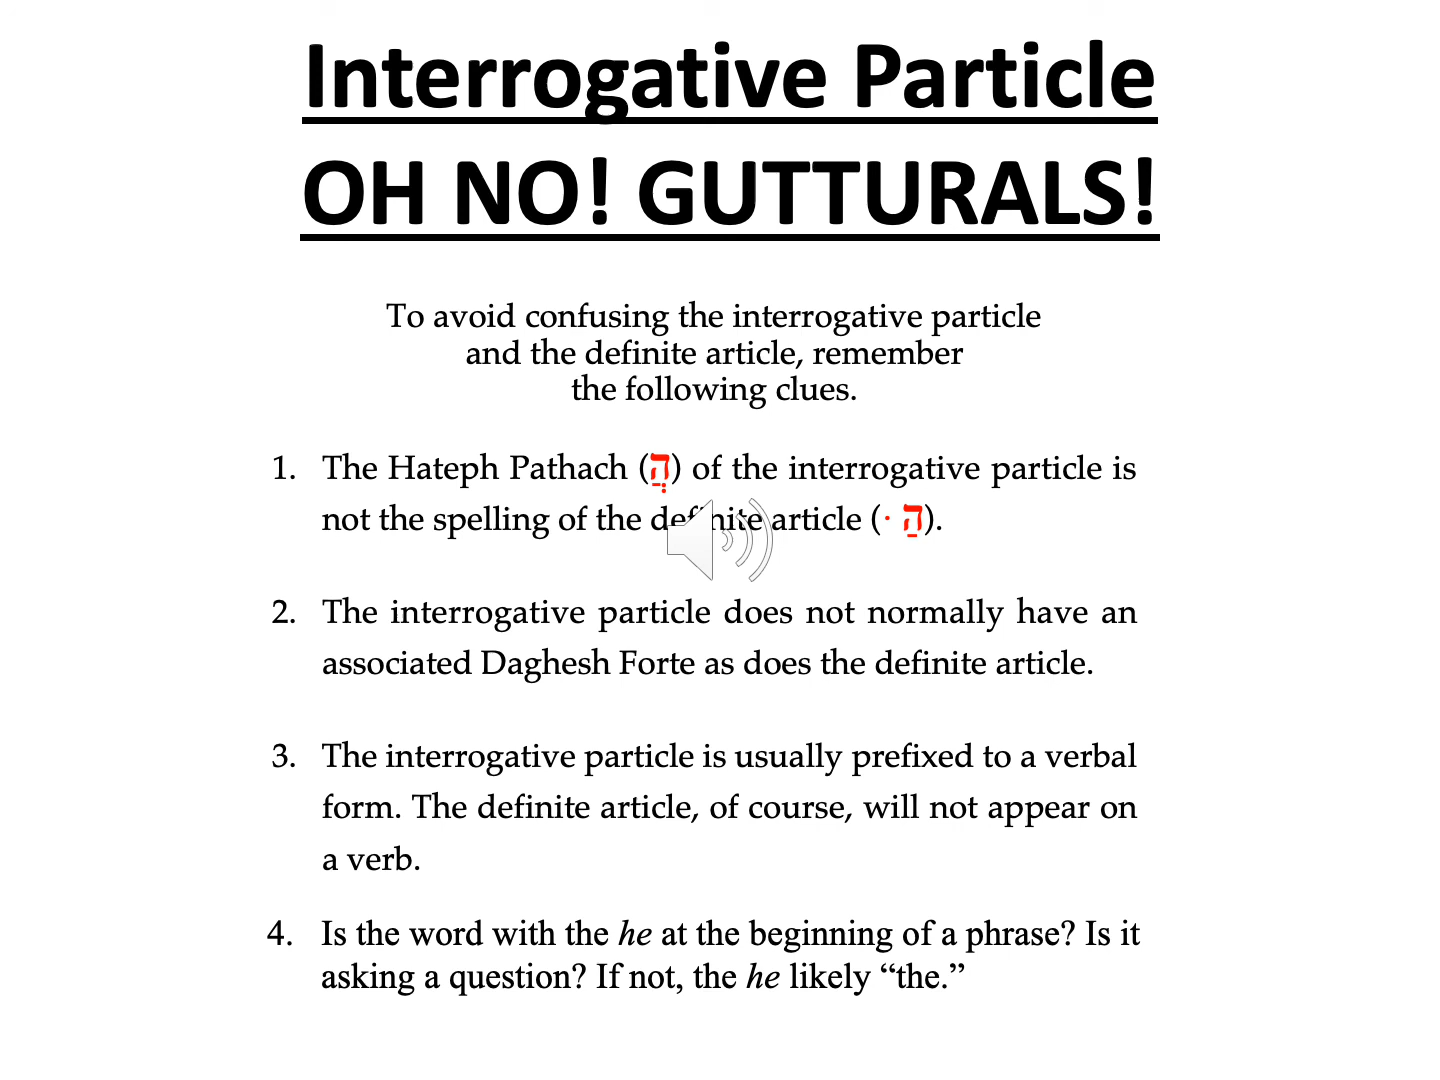 Interrogative Particle
OH NO! GUTTURALS!
To avoid confusing the interrogative particle
and the definite article, remember
the following clues.
1. The Hateph Pathach (הֲ) of the interrogative particle is
not the spelling of the definite article (הַ ּ).
2. The interrogative particle does not normally have an
associated Daghesh Forte as does the definite article.
3. The interrogative particle is usually prefixed to a verbal
form. The definite article, of course, will not appear on
a verb.
4. Is the word with the he at the beginning of a phrase? Is it
asking a question? If not, the he likely “the.”